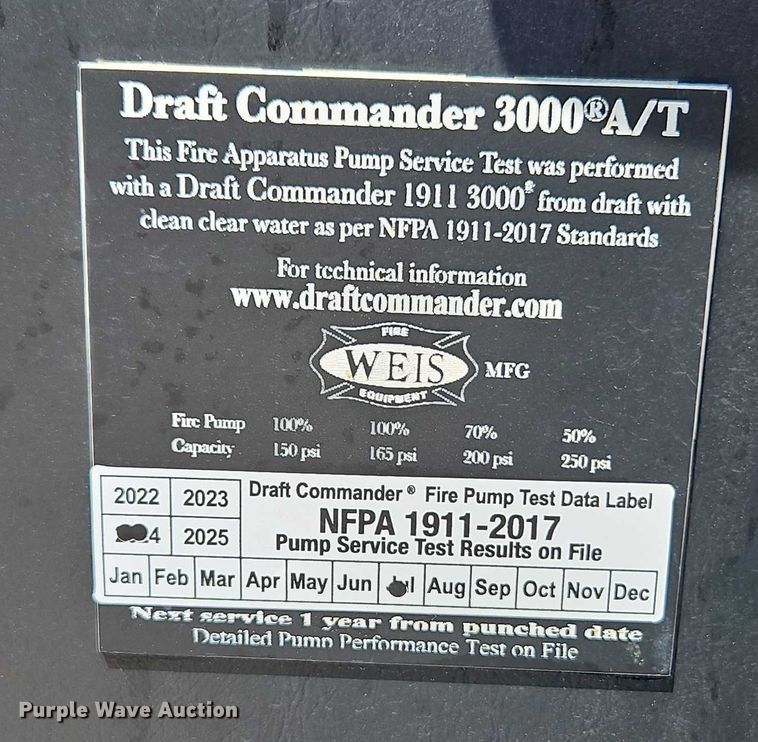 Draft Commander 3000® A/T
This Fire Apparatus Pump Service Test was performed
with a Draft Commander 1911 3000® from draft with
clean clear water as per NFPA 1911-2017 Standards
For technical information
www.draftcommander.com
FIRE
WEIS MFG
EQUIPMENT
Fire Pump 100% 100% 70% 50%
Capacity 150 psi 165 psi 200 psi 250 psi
2022 2023 Draft Commander® Fire Pump Test Data Label
NFPA 1911-2017
4 2025 Pump Service Test Results on File
Jan Feb Mar Apr May Jun l Aug Sep Oct Nov Dec
Next service 1 year from punched date
Detailed Pump Performance Test on File
Purple Wave Auction